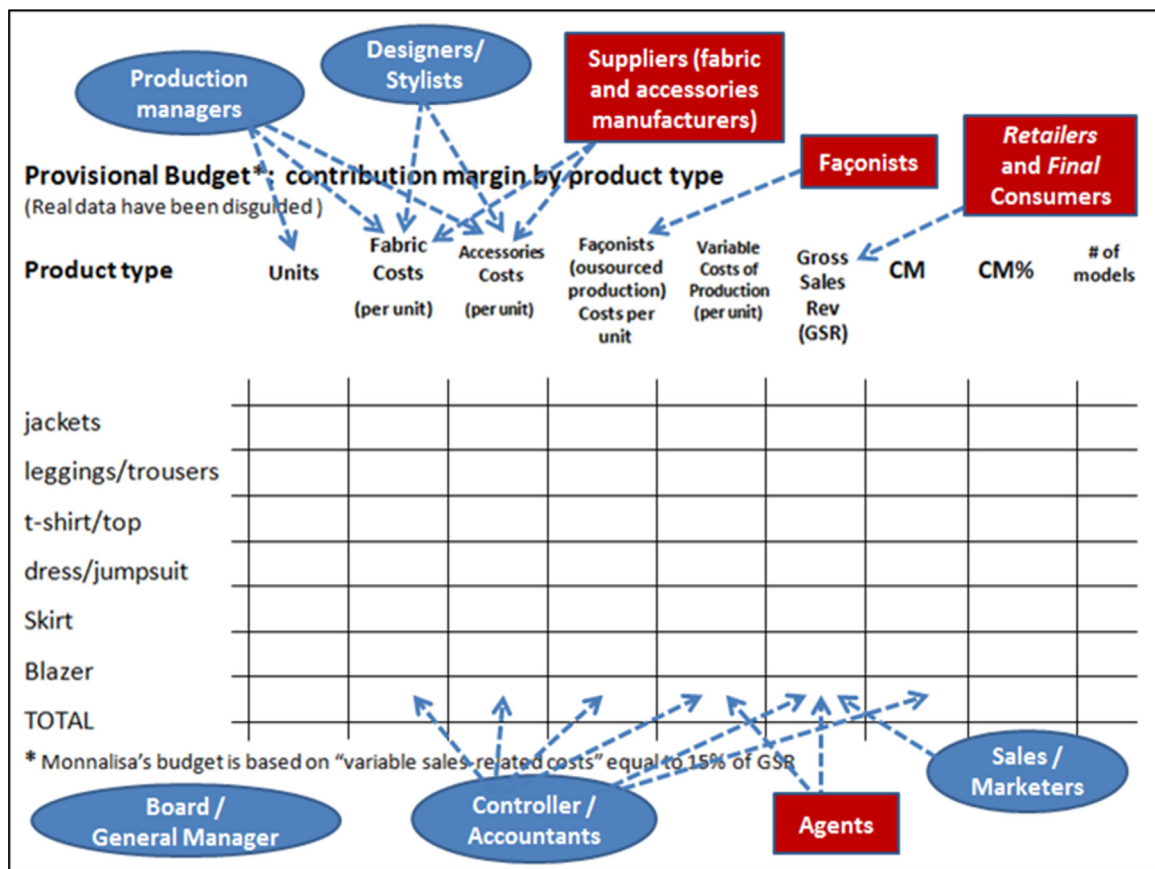 Production
managers
Designers/
Stylists
Suppliers (fabric
and accessories
manufacturers)
Façonists
Retailers
and Final
Consumers
Provisional Budget* : contribution margin by product type
(Real data have been disguided )
Product type
Units
Fabric
Costs
(per unit)
Accessories
Costs
(per unit)
Façonists
(ousourced
production)
Costs per
unit
Variable
Costs of
Production
(per unit)
Gross
Sales
Rev
(GSR)
CM
CM%
# of
models
jackets
leggings/trousers
t-shirt/top
dress/jumpsuit
Skirt
Blazer
TOTAL
* Monnalisa's budget is based on "variable sales-related costs" equal to 15% of GSR
Board /
General Manager
Controller /
Accountants
Agents
Sales /
Marketers